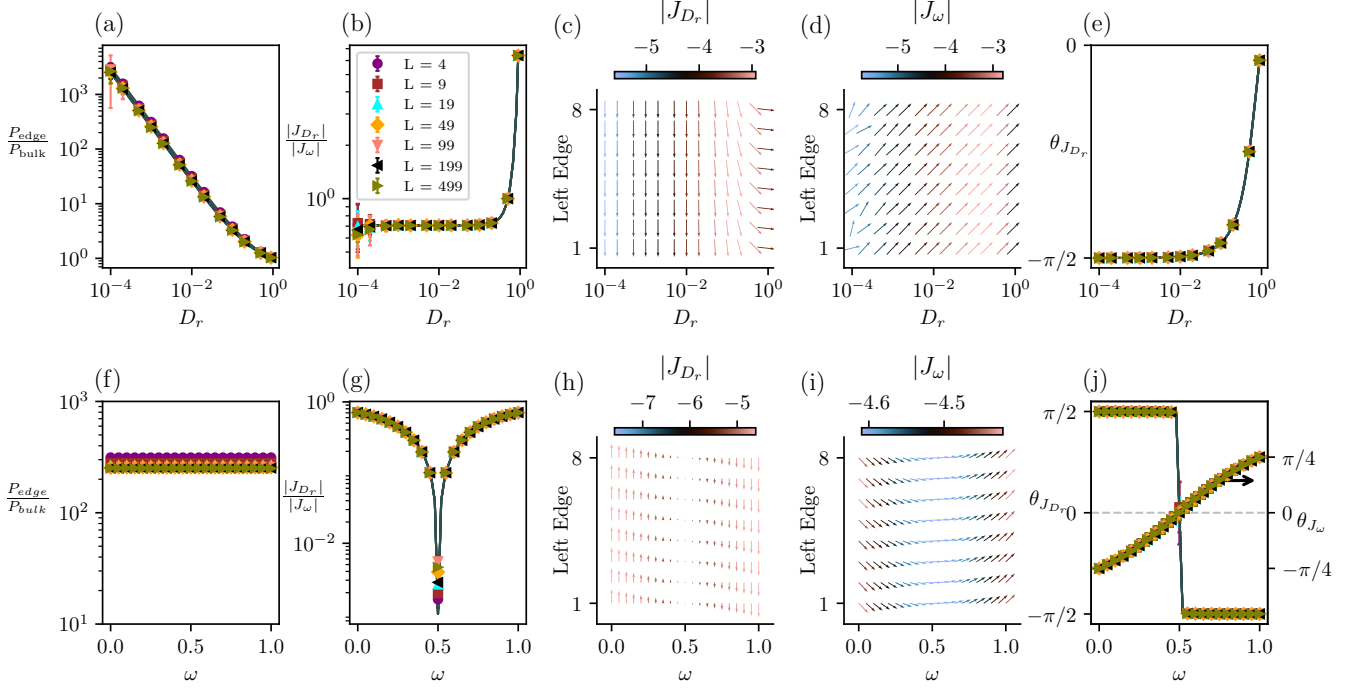 (a)
P_edge/P_bulk
10^3
10^2
10^1
10^0
10^−4 10^−2 10^0
D_r
(b)
|J_{D_r}|/|J_ω|
10^0
L = 4
L = 9
L = 19
L = 49
L = 99
L = 199
L = 499
10^−4 10^−2 10^0
D_r
(c)
|J_{D_r}|
−5 −4 −3
Left Edge
8
1
10^−4 10^−2 10^0
D_r
(d)
|J_ω|
−5 −4 −3
Left Edge
8
1
10^−4 10^−2 10^0
D_r
(e)
θ_{J_{D_r}}
0
−π/2
10^−4 10^−2 10^0
D_r
(f)
P_edge/P_bulk
10^3
10^2
10^1
0.0 0.5 1.0
ω
(g)
|J_{D_r}|/|J_ω|
10^0
10^−2
0.0 0.5 1.0
ω
(h)
|J_{D_r}|
−7 −6 −5
Left Edge
8
1
0.0 0.5 1.0
ω
(i)
|J_ω|
−4.6 −4.5
Left Edge
8
1
0.0 0.5 1.0
ω
(j)
θ_{J_{D_r}}
π/2
0
−π/2
π/4
0
−π/4
θ_{J_ω}
0.0 0.5 1.0
ω